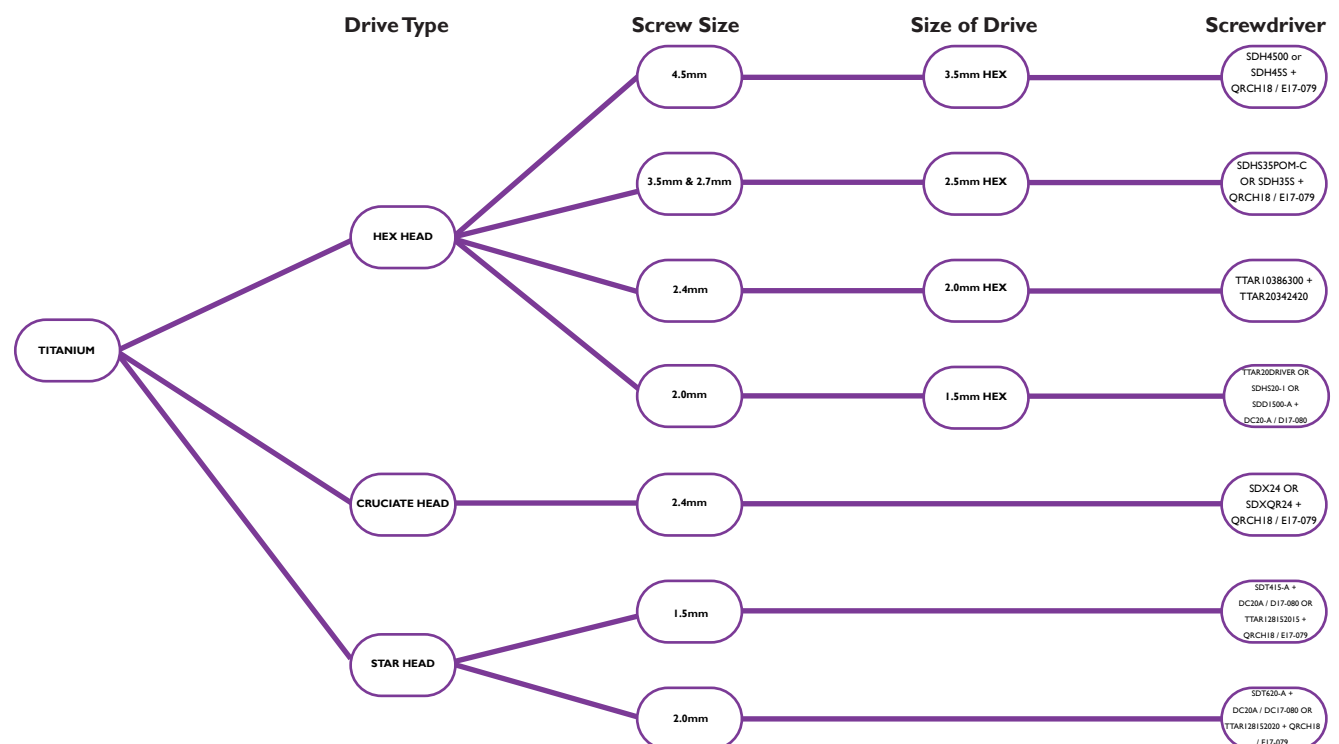 Drive Type
Screw Size
Size of Drive
Screwdriver
4.5mm
3.5mm HEX
SDH4500 or
SDH45S +
QRCH18 / E17-079
3.5mm & 2.7mm
2.5mm HEX
SDHS35POM-C
OR SDH35S +
QRCH18 / E17-079
HEX HEAD
2.4mm
2.0mm HEX
TTAR10386300 +
TTAR20342420
TITANIUM
2.0mm
1.5mm HEX
TTAR20DRIVER OR
SDHS20-1 OR
SDD1500-A +
DC20-A / D17-080
CRUCIATE HEAD
2.4mm
SDX24 OR
SDXQR24 +
QRCH18 / E17-079
1.5mm
SDT415-A +
DC20A / D17-080 OR
TTAR128152015 +
QRCH18 / E17-079
STAR HEAD
2.0mm
SDT620-A +
DC20A / DC17-080 OR
TTAR128152020 + QRCH18
/ E17-079